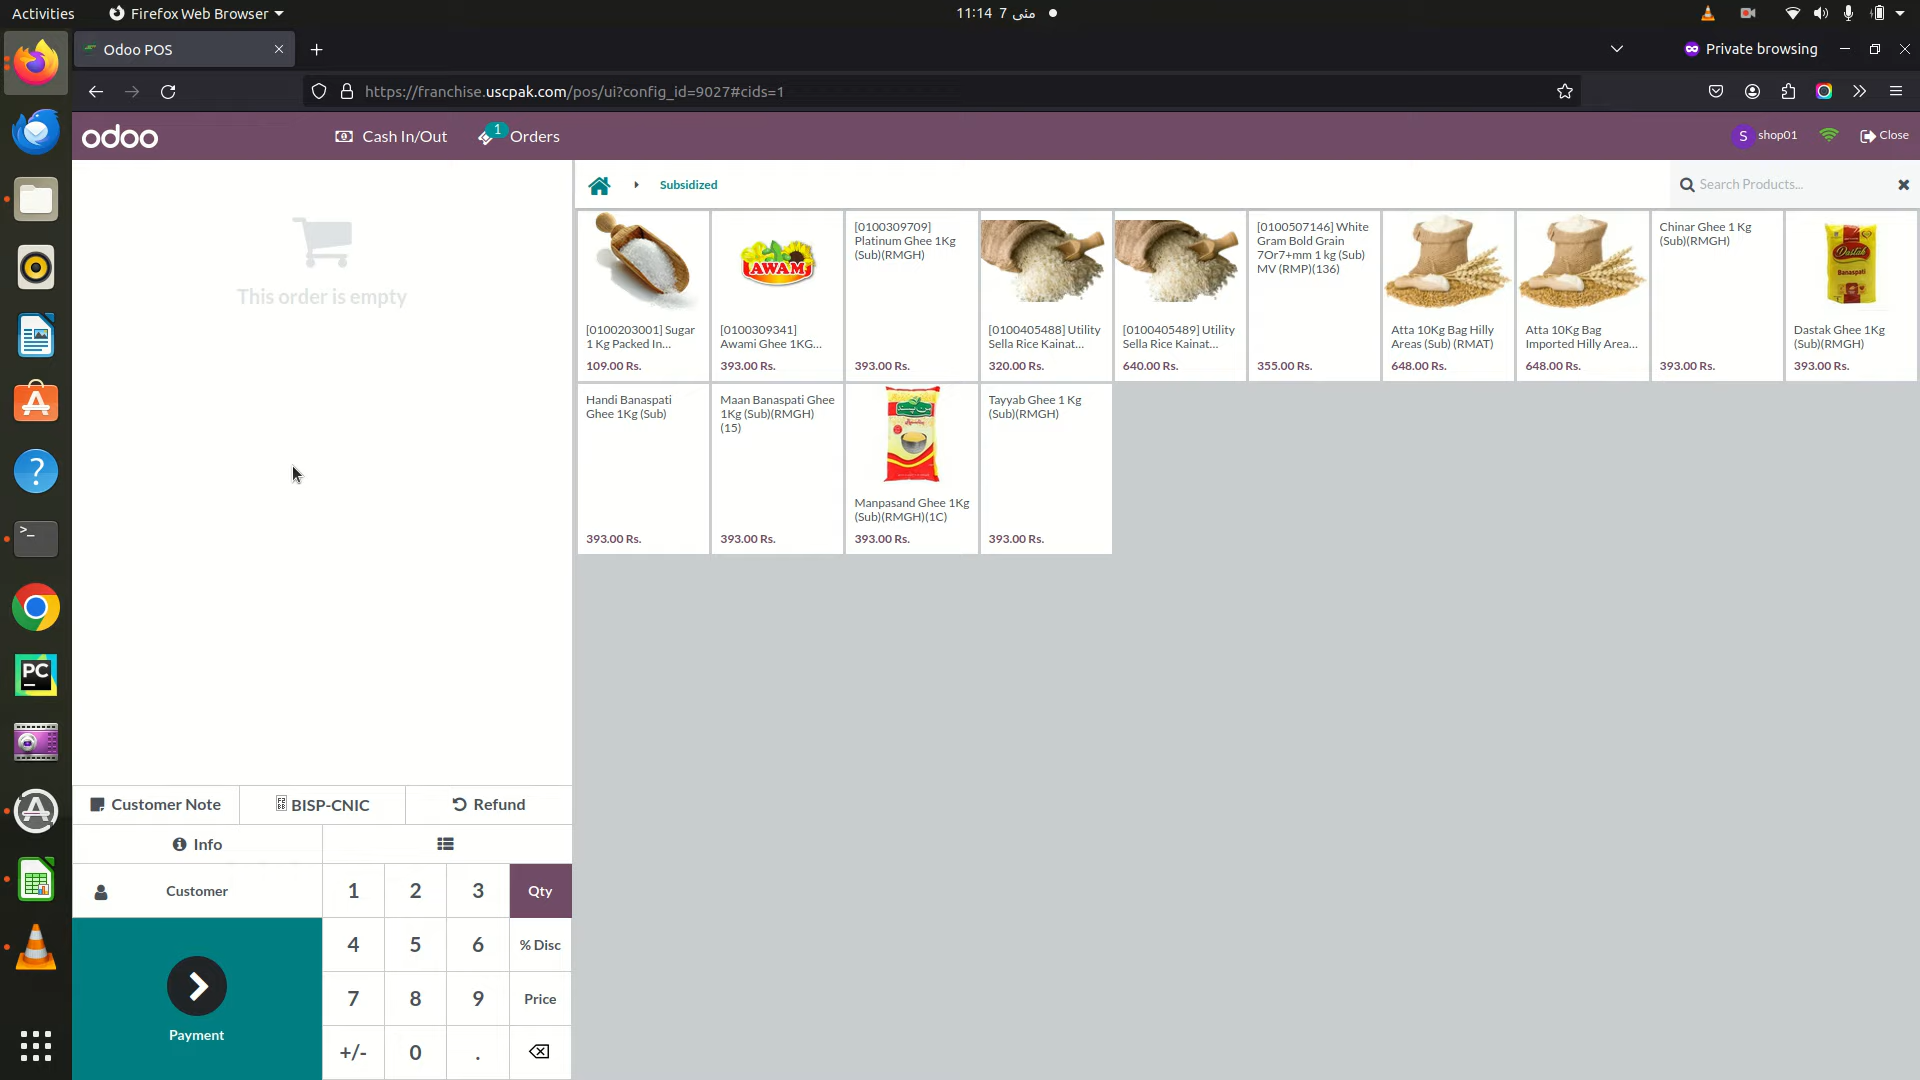 Activities
Firefox Web Browser
11:14 7 مئی
Odoo POS
Private browsing
https://franchise.uscpak.com/pos/ui?config_id=9027#cids=1
odoo
Cash In/Out
1
Orders
S
shop01
Close
This order is empty
Subsidized
Search Products...
[0100203001] Sugar
1 Kg Packed In...
109.00 Rs.
AWAM
[0100309341]
Awami Ghee 1KG...
393.00 Rs.
[0100309709]
Platinum Ghee 1Kg
(Sub)(RMGH)
393.00 Rs.
[0100405488] Utility
Sella Rice Kainat...
320.00 Rs.
[0100405489] Utility
Sella Rice Kainat...
640.00 Rs.
[0100507146] White
Gram Bold Grain
7Or7+mm 1 kg (Sub)
MV (RMP)(136)
355.00 Rs.
Atta 10Kg Bag Hilly
Areas (Sub) (RMAT)
648.00 Rs.
Atta 10Kg Bag
Imported Hilly Area...
648.00 Rs.
Chinar Ghee 1 Kg
(Sub)(RMGH)
393.00 Rs.
Dastak
Banaspati
Dastak Ghee 1Kg
(Sub)(RMGH)
393.00 Rs.
Handi Banaspati
Ghee 1Kg (Sub)
393.00 Rs.
Maan Banaspati Ghee
1Kg (Sub)(RMGH)
(15)
393.00 Rs.
Manpasand Ghee 1Kg
(Sub)(RMGH)(1C)
393.00 Rs.
Tayyab Ghee 1 Kg
(Sub)(RMGH)
393.00 Rs.
Customer Note
BISP-CNIC
Refund
Info
Customer
Payment
1 2 3 Qty
4 5 6 % Disc
7 8 9 Price
+/- 0 .
PC